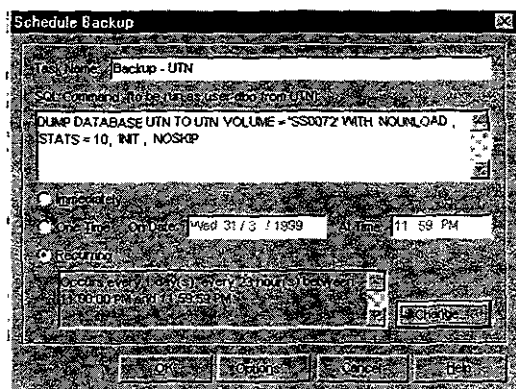 Schedule Backup
Task Name: Backup - UTN
SQL Command (to be run as user dbo from UTN):
DUMP DATABASE UTN TO UTN VOLUME = 'SS0072' WITH NOUNLOAD ,
STATS = 10, INIT , NOSKIP
Immediately
One Time: On Date: Wed 31 / 3 / 1999 At Time: 11 59 PM
Recurring
Occurs every 1 day(s), every 23 hour(s) between
11:00:00 PM and 11:59:59 PM.
Change...
OK Options Cancel Help